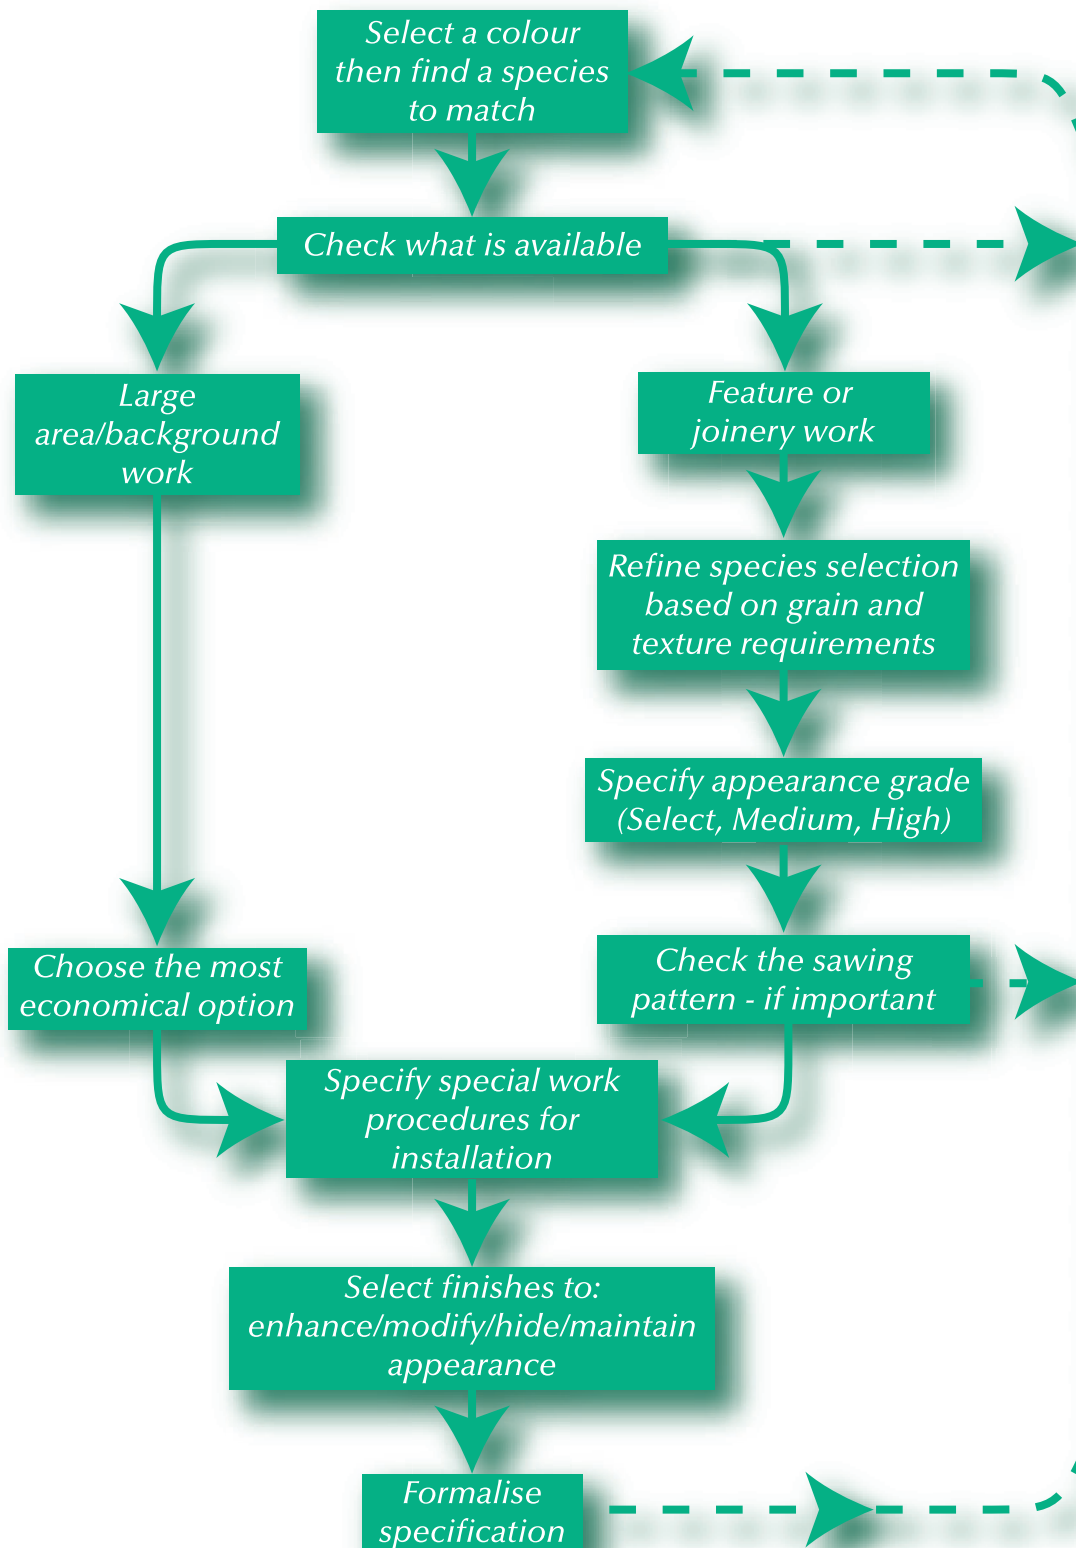 Select a colour
then find a species
to match
Check what is available
Large
area/background
work
Feature or
joinery work
Refine species selection
based on grain and
texture requirements
Specify appearance grade
(Select, Medium, High)
Choose the most
economical option
Check the sawing
pattern - if important
Specify special work
procedures for
installation
Select finishes to:
enhance/modify/hide/maintain
appearance
Formalise
specification